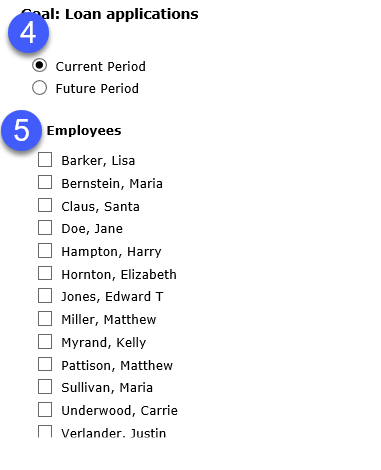 Goal: Loan applications
4
Current Period
Future Period
5
Employees
Barker, Lisa
Bernstein, Maria
Claus, Santa
Doe, Jane
Hampton, Harry
Hornton, Elizabeth
Jones, Edward T
Miller, Matthew
Myrand, Kelly
Pattison, Matthew
Sullivan, Maria
Underwood, Carrie
Verlander, Justin